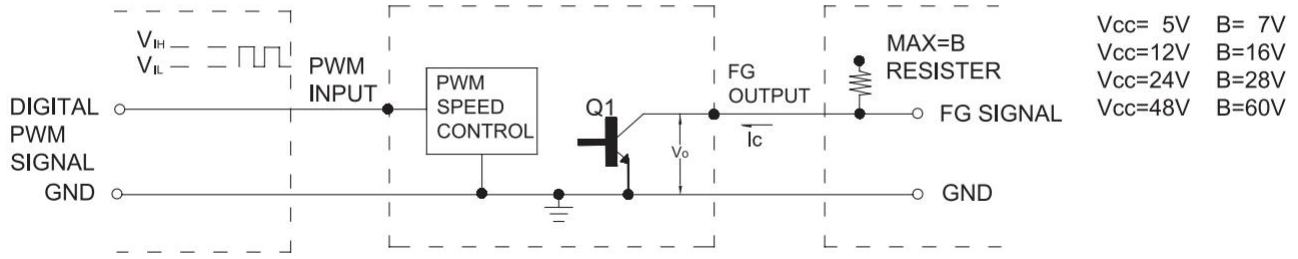 VIH
VIL
DIGITAL
PWM
SIGNAL
GND
PWM
INPUT
PWM
SPEED
CONTROL
Q1
Vo
FG
OUTPUT
Ic
MAX=B
RESISTER
FG SIGNAL
GND
Vcc= 5V B= 7V
Vcc=12V B=16V
Vcc=24V B=28V
Vcc=48V B=60V